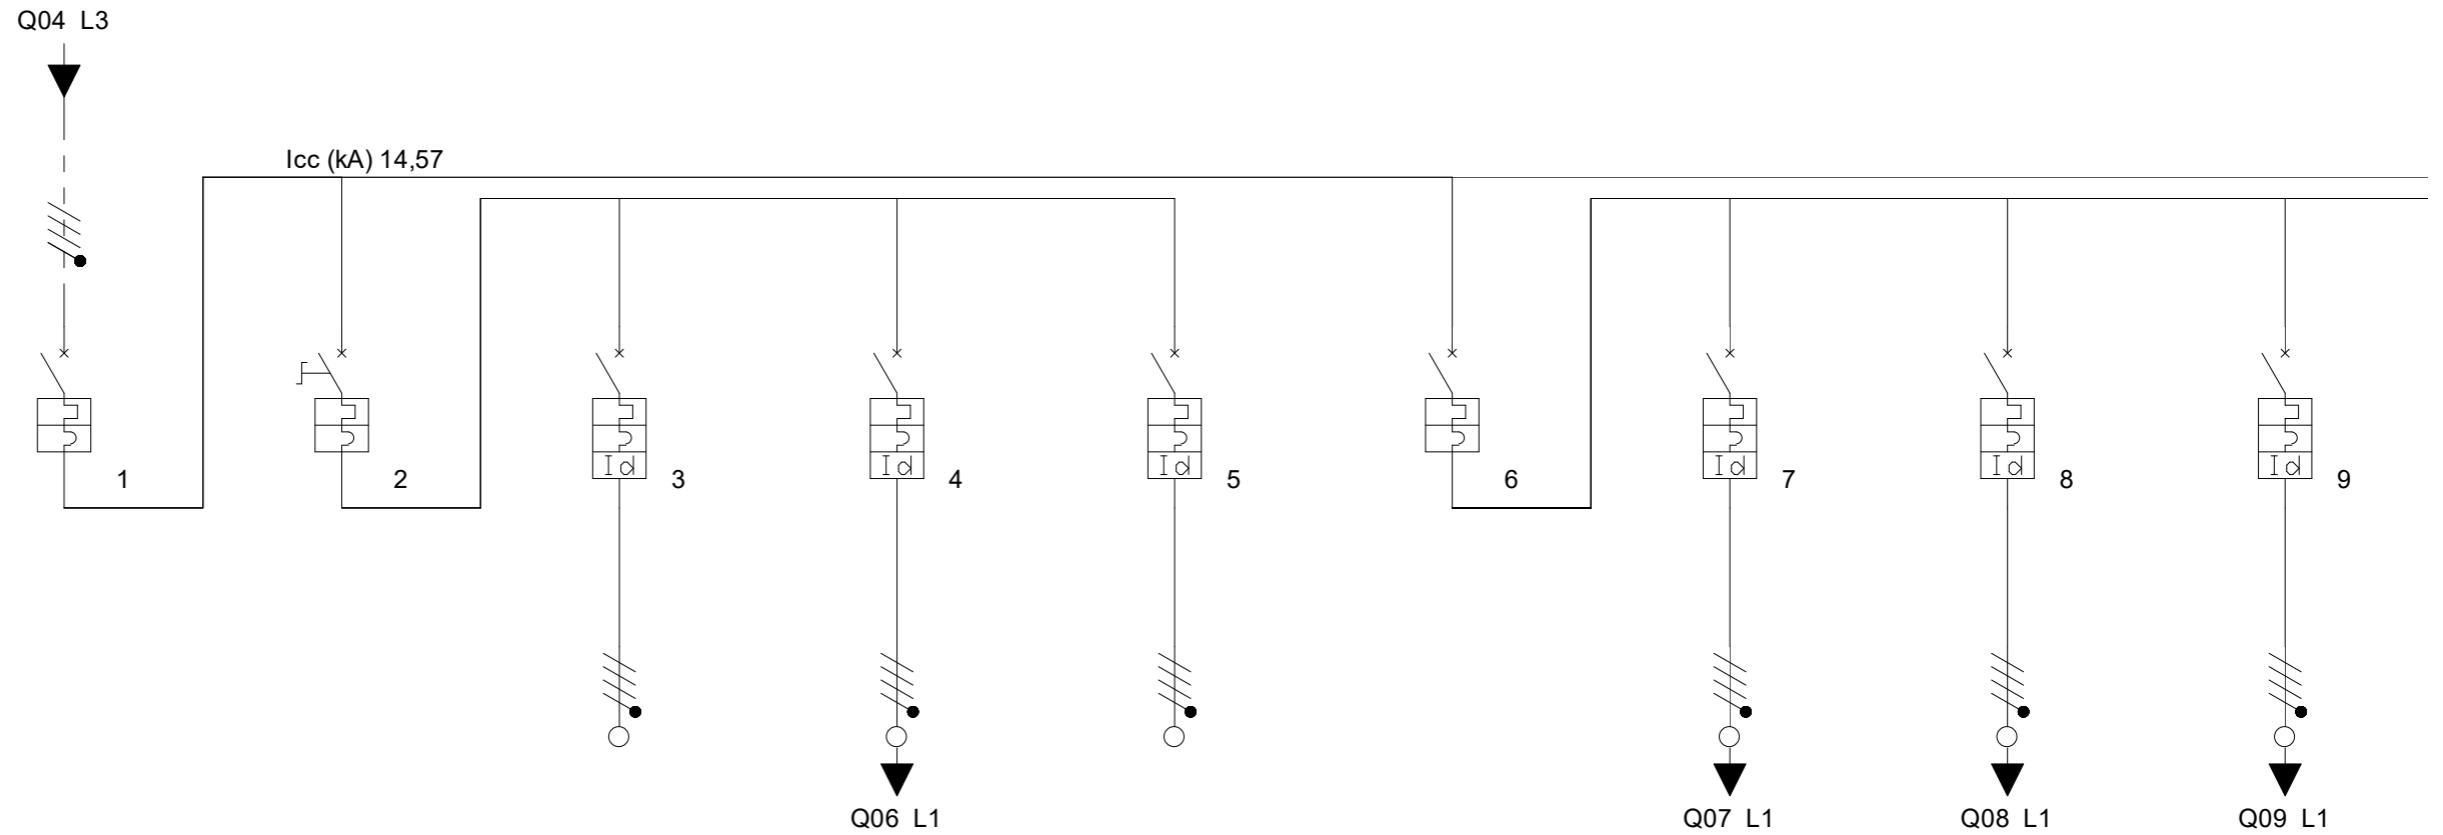 Q04 L3
Icc (kA) 14,57
1
2
Id 3
Id 4
Id 5
6
Id 7
Id 8
Id 9
Q06 L1
Q07 L1
Q08 L1
Q09 L1